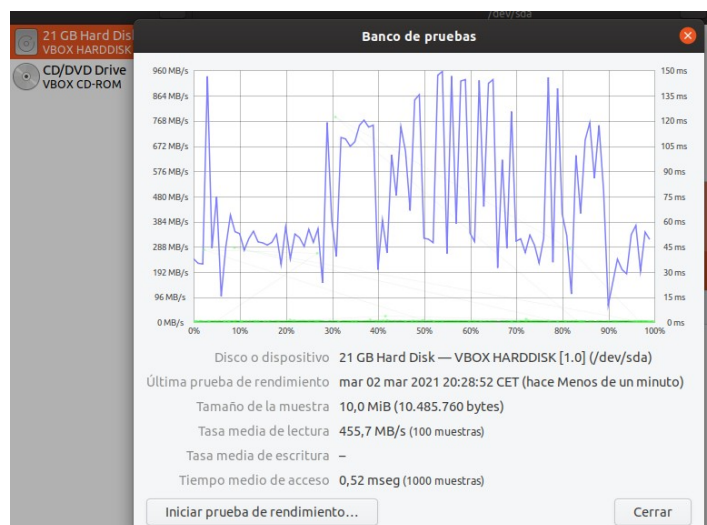 /dev/sda
21 GB Hard Dis
VBOX HARDDISK
CD/DVD Drive
VBOX CD-ROM
Banco de pruebas
960 MB/s
864 MB/s
768 MB/s
672 MB/s
576 MB/s
480 MB/s
384 MB/s
288 MB/s
192 MB/s
96 MB/s
0 MB/s
150 ms
135 ms
120 ms
105 ms
90 ms
75 ms
60 ms
45 ms
30 ms
15 ms
0 ms
0% 10% 20% 30% 40% 50% 60% 70% 80% 90% 100%
Disco o dispositivo 21 GB Hard Disk — VBOX HARDDISK [1.0] (/dev/sda)
Última prueba de rendimiento mar 02 mar 2021 20:28:52 CET (hace Menos de un minuto)
Tamaño de la muestra 10,0 MiB (10.485.760 bytes)
Tasa media de lectura 455,7 MB/s (100 muestras)
Tasa media de escritura –
Tiempo medio de acceso 0,52 mseg (1000 muestras)
Iniciar prueba de rendimiento… Cerrar